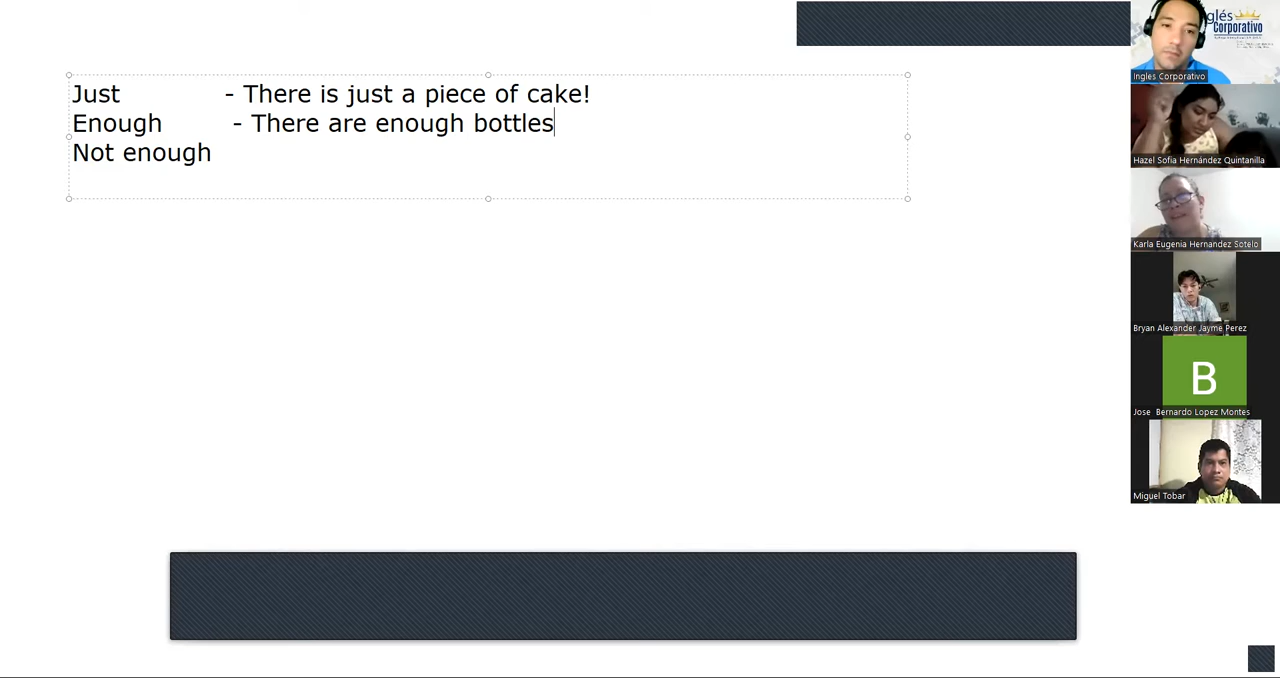 Just - There is just a piece of cake!
Enough - There are enough bottles
Not enough
glés
Corporativo
Ingles Corporativo
Hazel Sofia Hernández Quintanilla
Karla Eugenia Hernandez Sotelo
Bryan Alexander Jayme Perez
B
Jose Bernardo Lopez Montes
Miguel Tobar